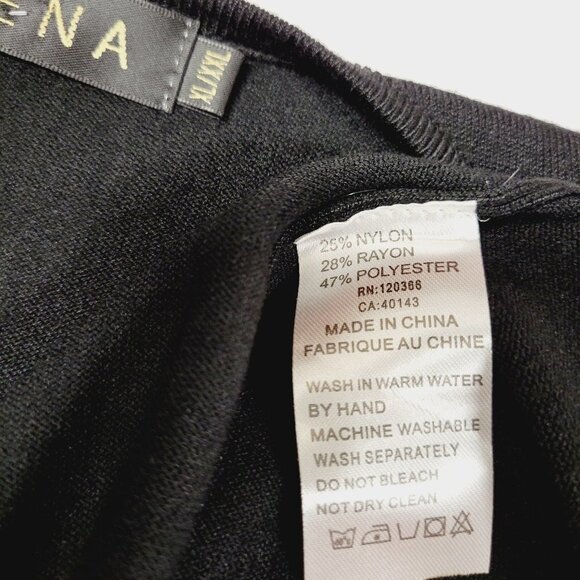 ENA
XL/XXL
25% NYLON
28% RAYON
47% POLYESTER
RN:120366
CA:40143
MADE IN CHINA
FABRIQUE AU CHINE
WASH IN WARM WATER
BY HAND
MACHINE WASHABLE
WASH SEPARATELY
DO NOT BLEACH
NOT DRY CLEAN